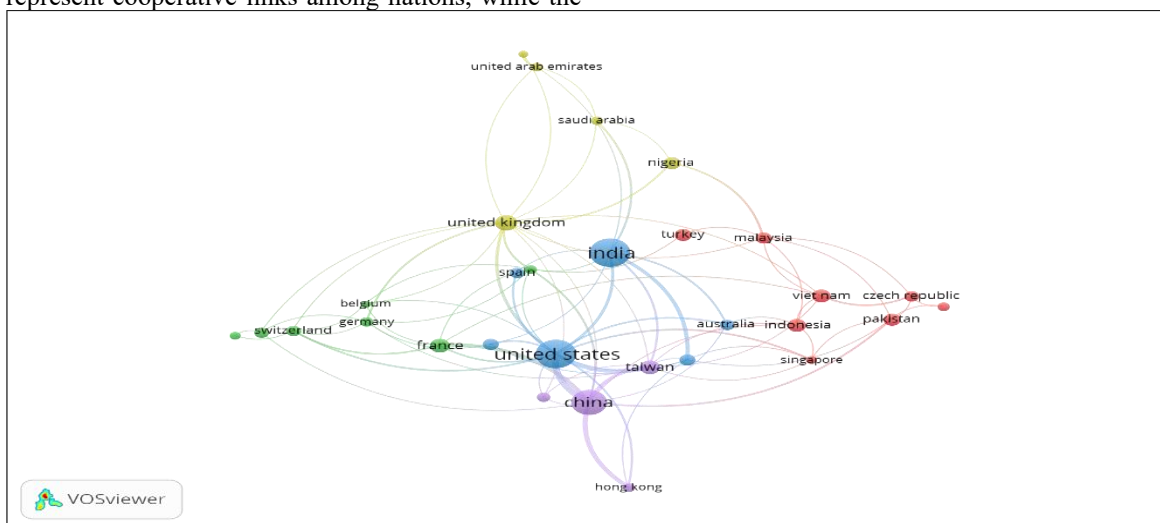 represent cooperative links among nations, while the
united arab emirates
saudi arabia
nigeria
united kingdom
turkey
malaysia
india
spain
viet nam
czech republic
belgium
germany
switzerland
australia
indonesia
pakistan
france
united states
singapore
taiwan
china
hong kong
VOSviewer